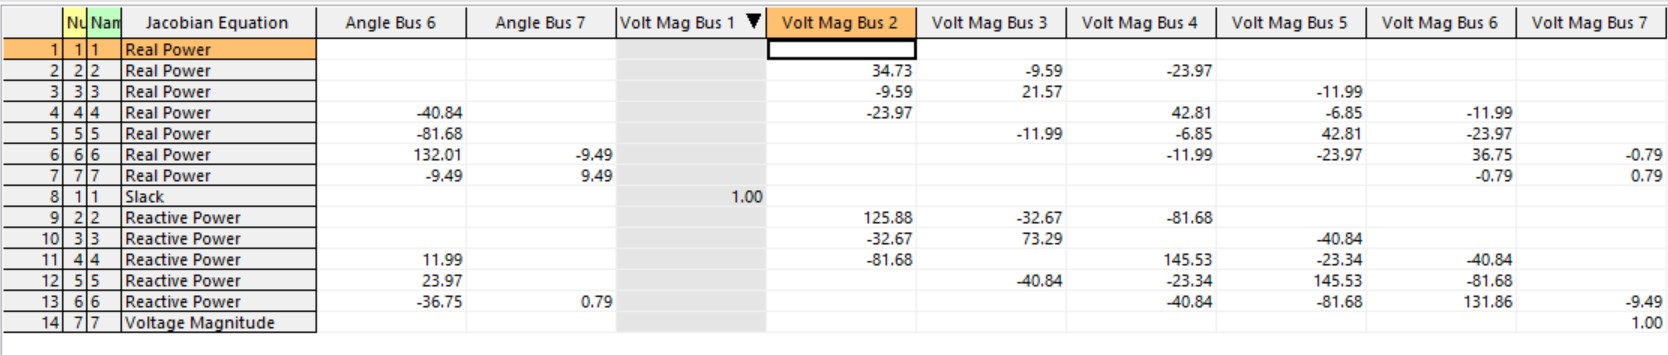 Nu Nam Jacobian Equation Angle Bus 6 Angle Bus 7 Volt Mag Bus 1 ▼ Volt Mag Bus 2 Volt Mag Bus 3 Volt Mag Bus 4 Volt Mag Bus 5 Volt Mag Bus 6 Volt Mag Bus 7
1 1 1 Real Power
2 2 2 Real Power 34.73 -9.59 -23.97
3 3 3 Real Power -9.59 21.57 -11.99
4 4 4 Real Power -40.84 -23.97 42.81 -6.85 -11.99
5 5 5 Real Power -81.68 -11.99 -6.85 42.81 -23.97
6 6 6 Real Power 132.01 -9.49 -11.99 -23.97 36.75 -0.79
7 7 7 Real Power -9.49 9.49 -0.79 0.79
8 1 1 Slack 1.00
9 2 2 Reactive Power 125.88 -32.67 -81.68
10 3 3 Reactive Power -32.67 73.29 -40.84
11 4 4 Reactive Power 11.99 -81.68 145.53 -23.34 -40.84
12 5 5 Reactive Power 23.97 -40.84 -23.34 145.53 -81.68
13 6 6 Reactive Power -36.75 0.79 -40.84 -81.68 131.86 -9.49
14 7 7 Voltage Magnitude 1.00